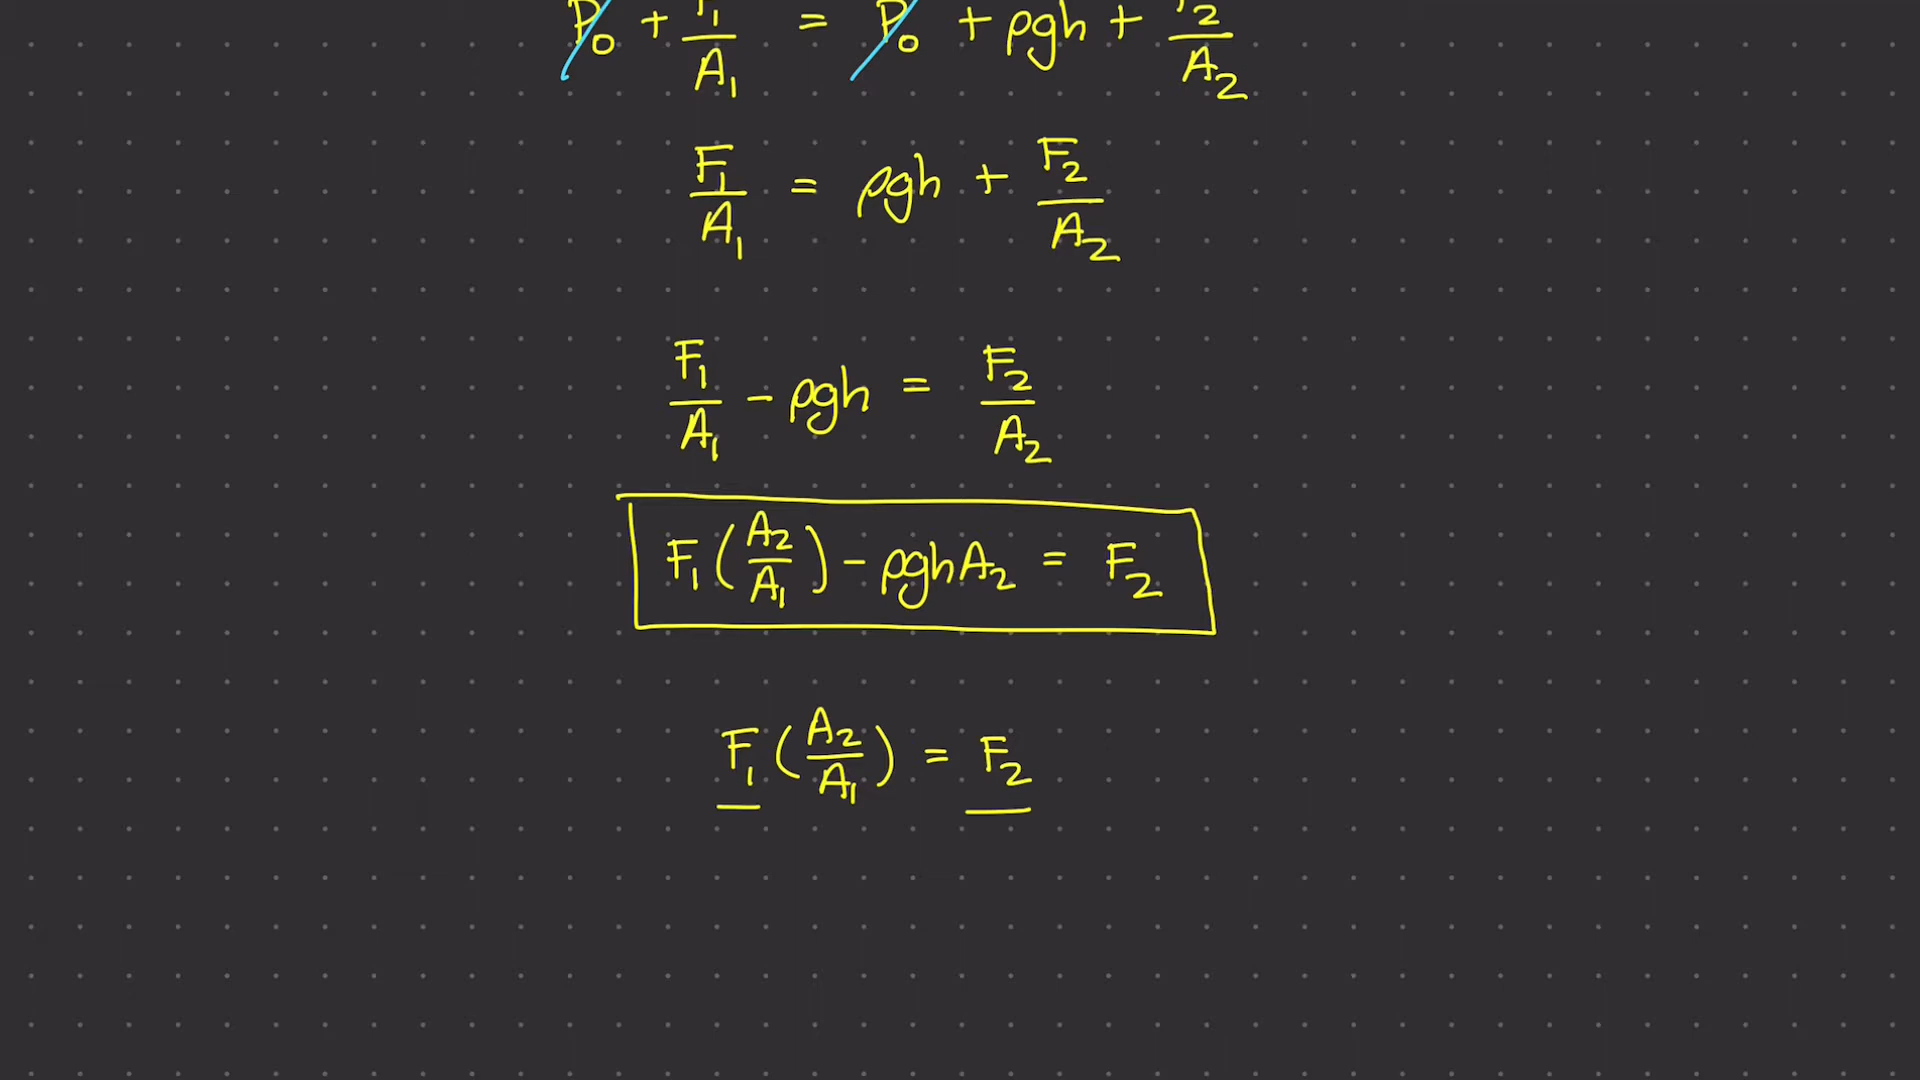 P₀ + F₁/A₁ = P₀ + ρgh + F₂/A₂
F₁/A₁ = ρgh + F₂/A₂
F₁/A₁ - ρgh = F₂/A₂
F₁(A₂/A₁) - ρghA₂ = F₂
F₁(A₂/A₁) = F₂